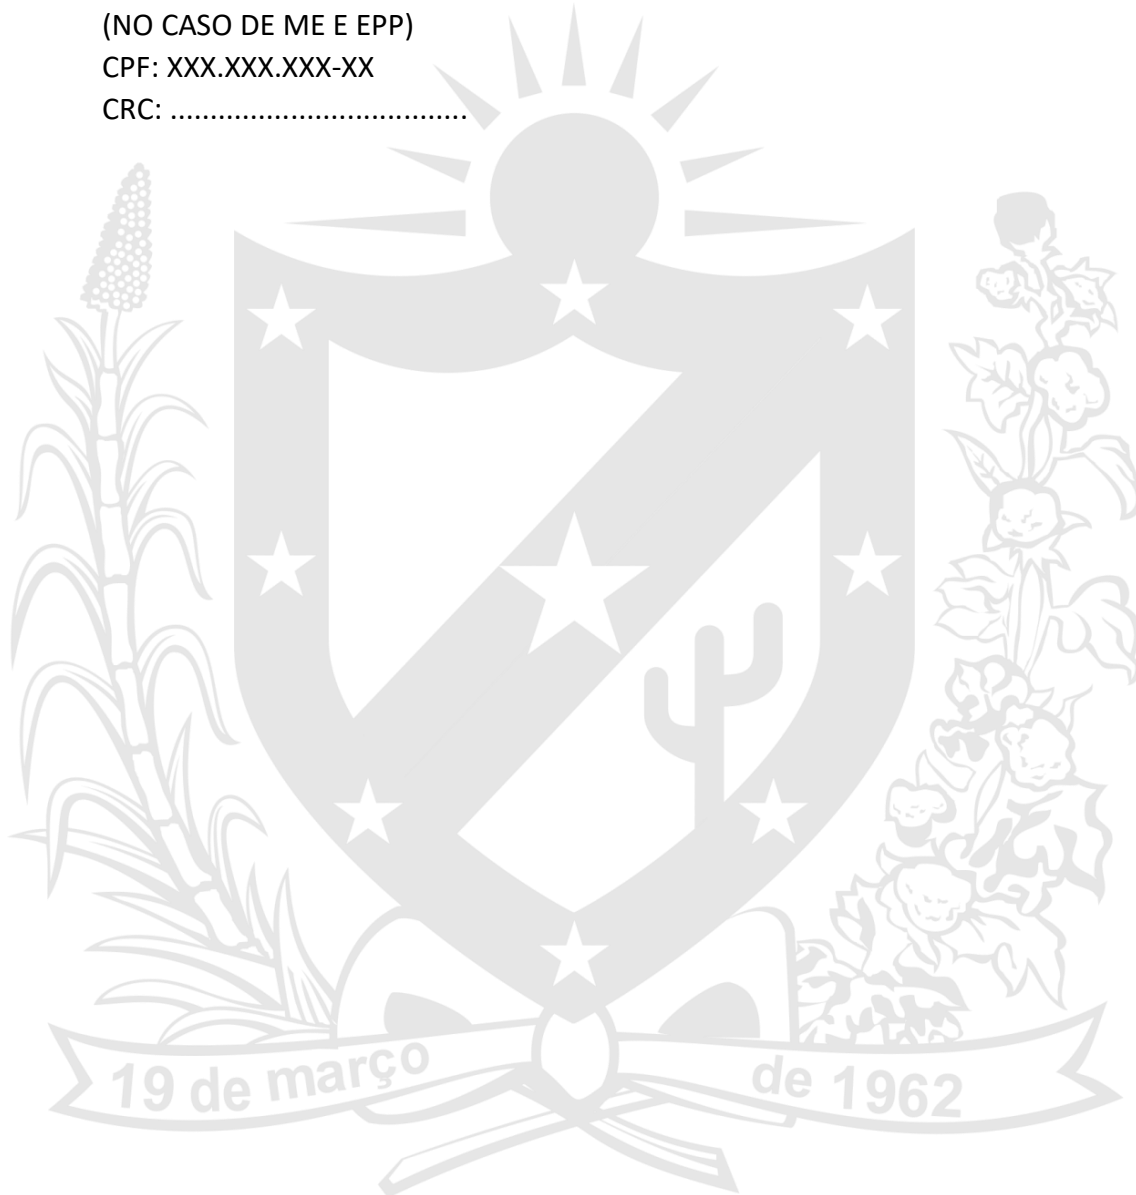 (NO CASO DE ME E EPP)
CPF: XXX.XXX.XXX-XX
CRC: .....................................
19 de março
de 1962